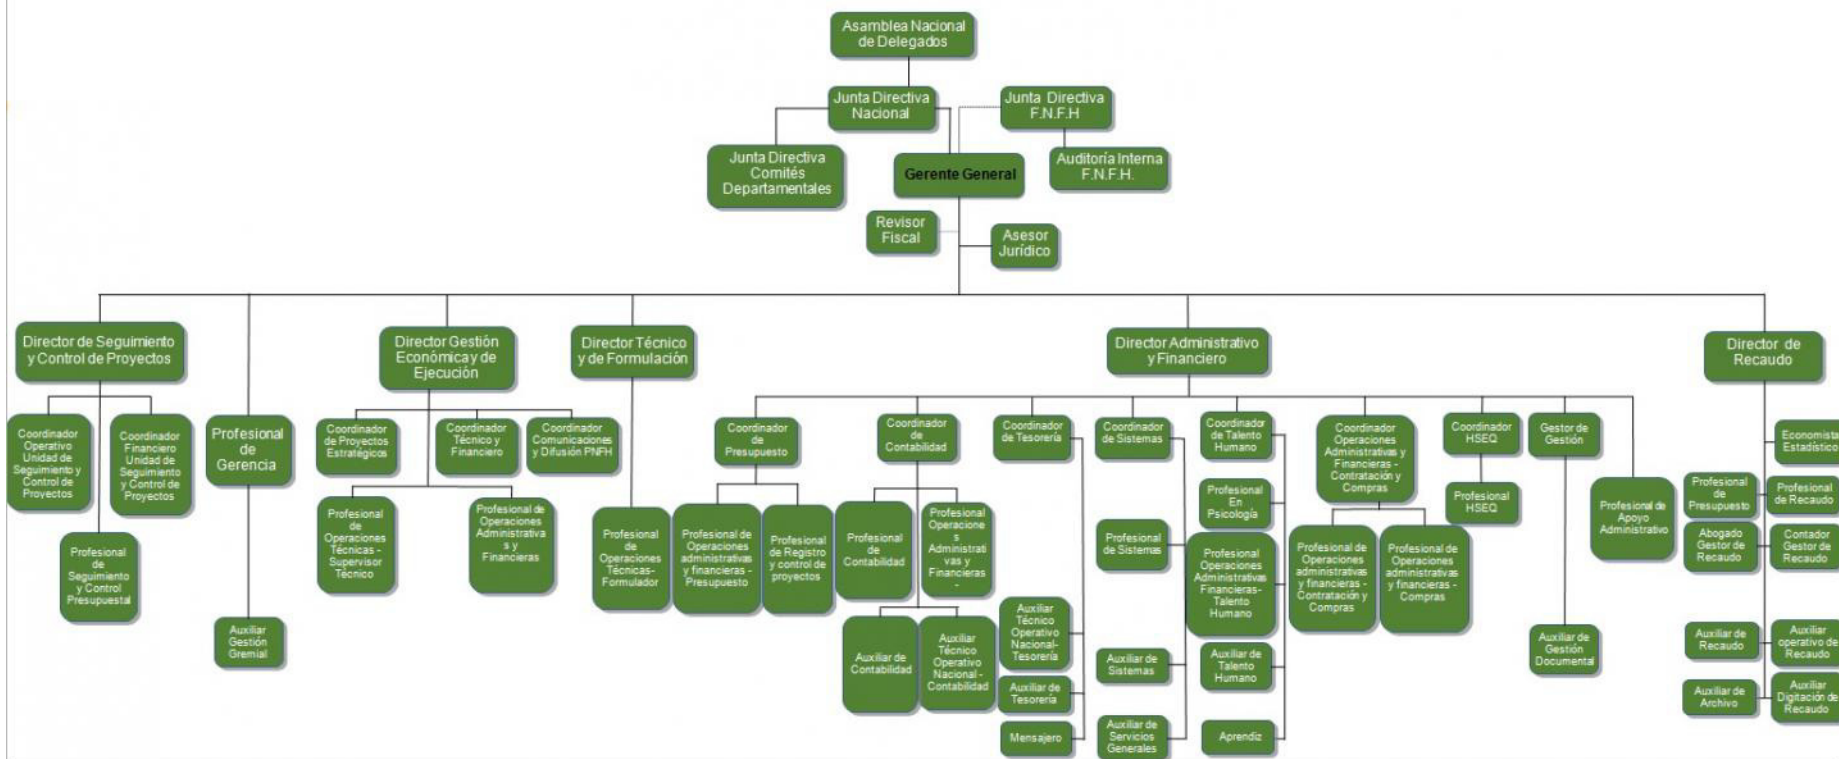 Asamblea Nacional
de Delegados
Junta Directiva
Nacional
Junta Directiva
F.N.F.H
Junta Directiva
Comités
Departamentales
Gerente General
Auditoría Interna
F.N.F.H.
Revisor
Fiscal
Asesor
Jurídico
Director de Seguimiento
y Control de Proyectos
Director Gestión
Económica y de
Ejecución
Director Técnico
y de Formulación
Director Administrativo
y Financiero
Director de
Recaudo
Coordinador
Operativo
Unidad de
Seguimiento y
Control de
Proyectos
Coordinador
Financiero
Unidad de
Seguimiento
y Control de
Proyectos
Profesional
de
Gerencia
Coordinador
de Proyectos
Estratégicos
Coordinador
Técnico y
Financiero
Coordinador
Comunicaciones
y Difusión PNFH
Coordinador
de
Presupuesto
Coordinador
de
Contabilidad
Coordinador
de Tesorería
Coordinador
de Sistemas
Coordinador
de Talento
Humano
Coordinador
Operaciones
Administrativas y
Financieras -
Contratación y
Compras
Coordinador
HSEQ
Gestor de
Gestión
Economista
Estadístico
Profesional
de
Seguimiento
y Control
Presupuestal
Profesional
de
Operaciones
Técnicas -
Supervisor
Técnico
Profesional de
Operaciones
Administrativa
s y
Financieras
Profesional
de
Operaciones
Técnicas-
Formulador
Profesional de
Operaciones
administrativas
y financieras -
Presupuesto
Profesional
de Registro
y control de
proyectos
Profesional
de
Contabilidad
Profesional
Operacione
s
Administrati
vas y
Financieras -
-
Profesional
de Sistemas
Profesional
En
Psicología
Profesional
Operaciones
Administrativas
Financieras-
Talento
Humano
Profesional de
Operaciones
administrativas
y financieras -
Contratación y
Compras
Profesional de
Operaciones
administrativas
y financieras -
Compras
Profesional
HSEQ
Profesional
de Apoyo
Administrativo
Profesional
de
Presupuesto
Profesional
de Recaudo
Abogado
Gestor de
Recaudo
Contador
Gestor de
Recaudo
Auxiliar
Gestión
Gremial
Auxiliar de
Contabilidad
Auxiliar
Técnico
Operativo
Nacional -
Contabilidad
Auxiliar
Técnico
Operativo
Nacional-
Tesorería
Auxiliar de
Tesorería
Mensajero
Auxiliar de
Sistemas
Auxiliar de
Servicios
Generales
Auxiliar de
Talento
Humano
Aprendiz
Auxiliar de
Gestión
Documental
Auxiliar de
Recaudo
Auxiliar
operativo de
Recaudo
Auxiliar de
Archivo
Auxiliar
Digitación de
Recaudo